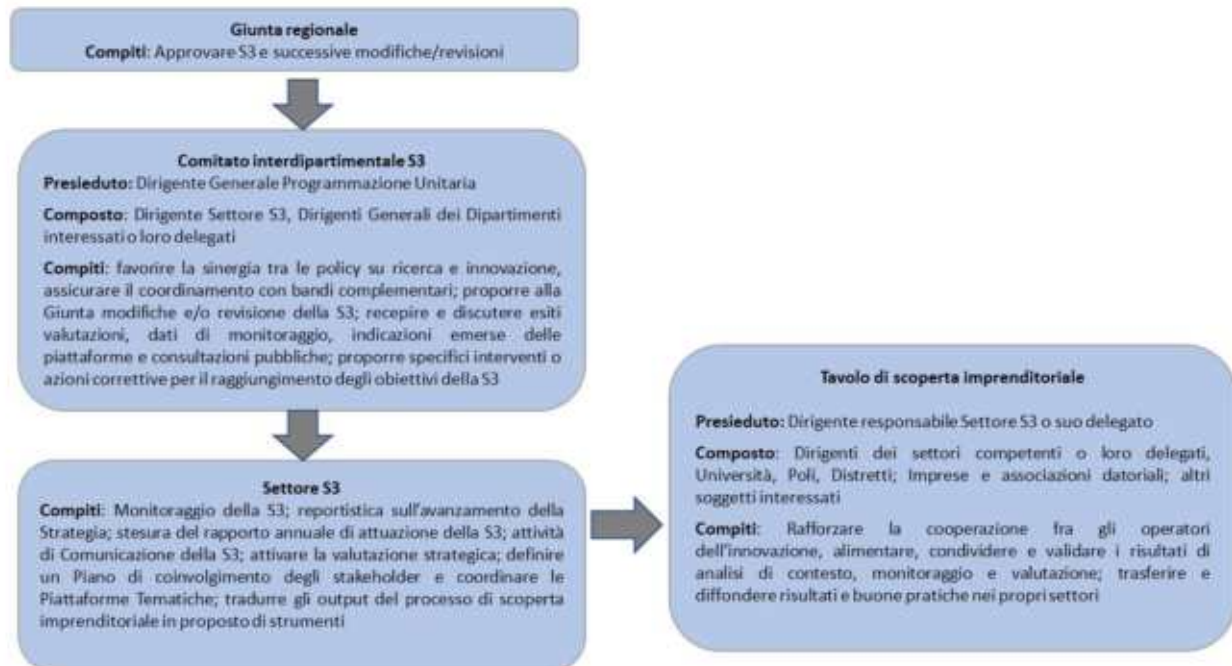 Giunta regionale
Compiti: Approvare S3 e successive modifiche/revisioni
Comitato interdipartimentale S3
Presieduto: Dirigente Generale Programmazione Unitaria
Composto: Dirigente Settore S3, Dirigenti Generali dei Dipartimenti
interessati o loro delegati
Compiti: favorire la sinergia tra le policy su ricerca e innovazione,
assicurare il coordinamento con bandi complementari; proporre alla
Giunta modifiche e/o revisione della S3; recepire e discutere esiti
valutazioni, dati di monitoraggio, indicazioni emerse delle
piattaforme e consultazioni pubbliche; proporre specifici interventi o
azioni correttive per il raggiungimento degli obiettivi della S3
Settore S3
Compiti: Monitoraggio della S3; reportistica sull'avanzamento della
Strategia; stesura del rapporto annuale di attuazione della S3; attività
di Comunicazione della S3; attivare la valutazione strategica; definire
un Piano di coinvolgimento degli stakeholder e coordinare le
Piattaforme Tematiche; tradurre gli output del processo di scoperta
imprenditoriale in proposto di strumenti
Tavolo di scoperta imprenditoriale
Presieduto: Dirigente responsabile Settore S3 o suo delegato
Composto: Dirigenti dei settori competenti o loro delegati,
Università, Poli, Distretti; Imprese e associazioni datoriali; altri
soggetti interessati
Compiti: Rafforzare la cooperazione fra gli operatori
dell'innovazione, alimentare, condividere e validare i risultati di
analisi di contesto, monitoraggio e valutazione; trasferire e
diffondere risultati e buone pratiche nei propri settori